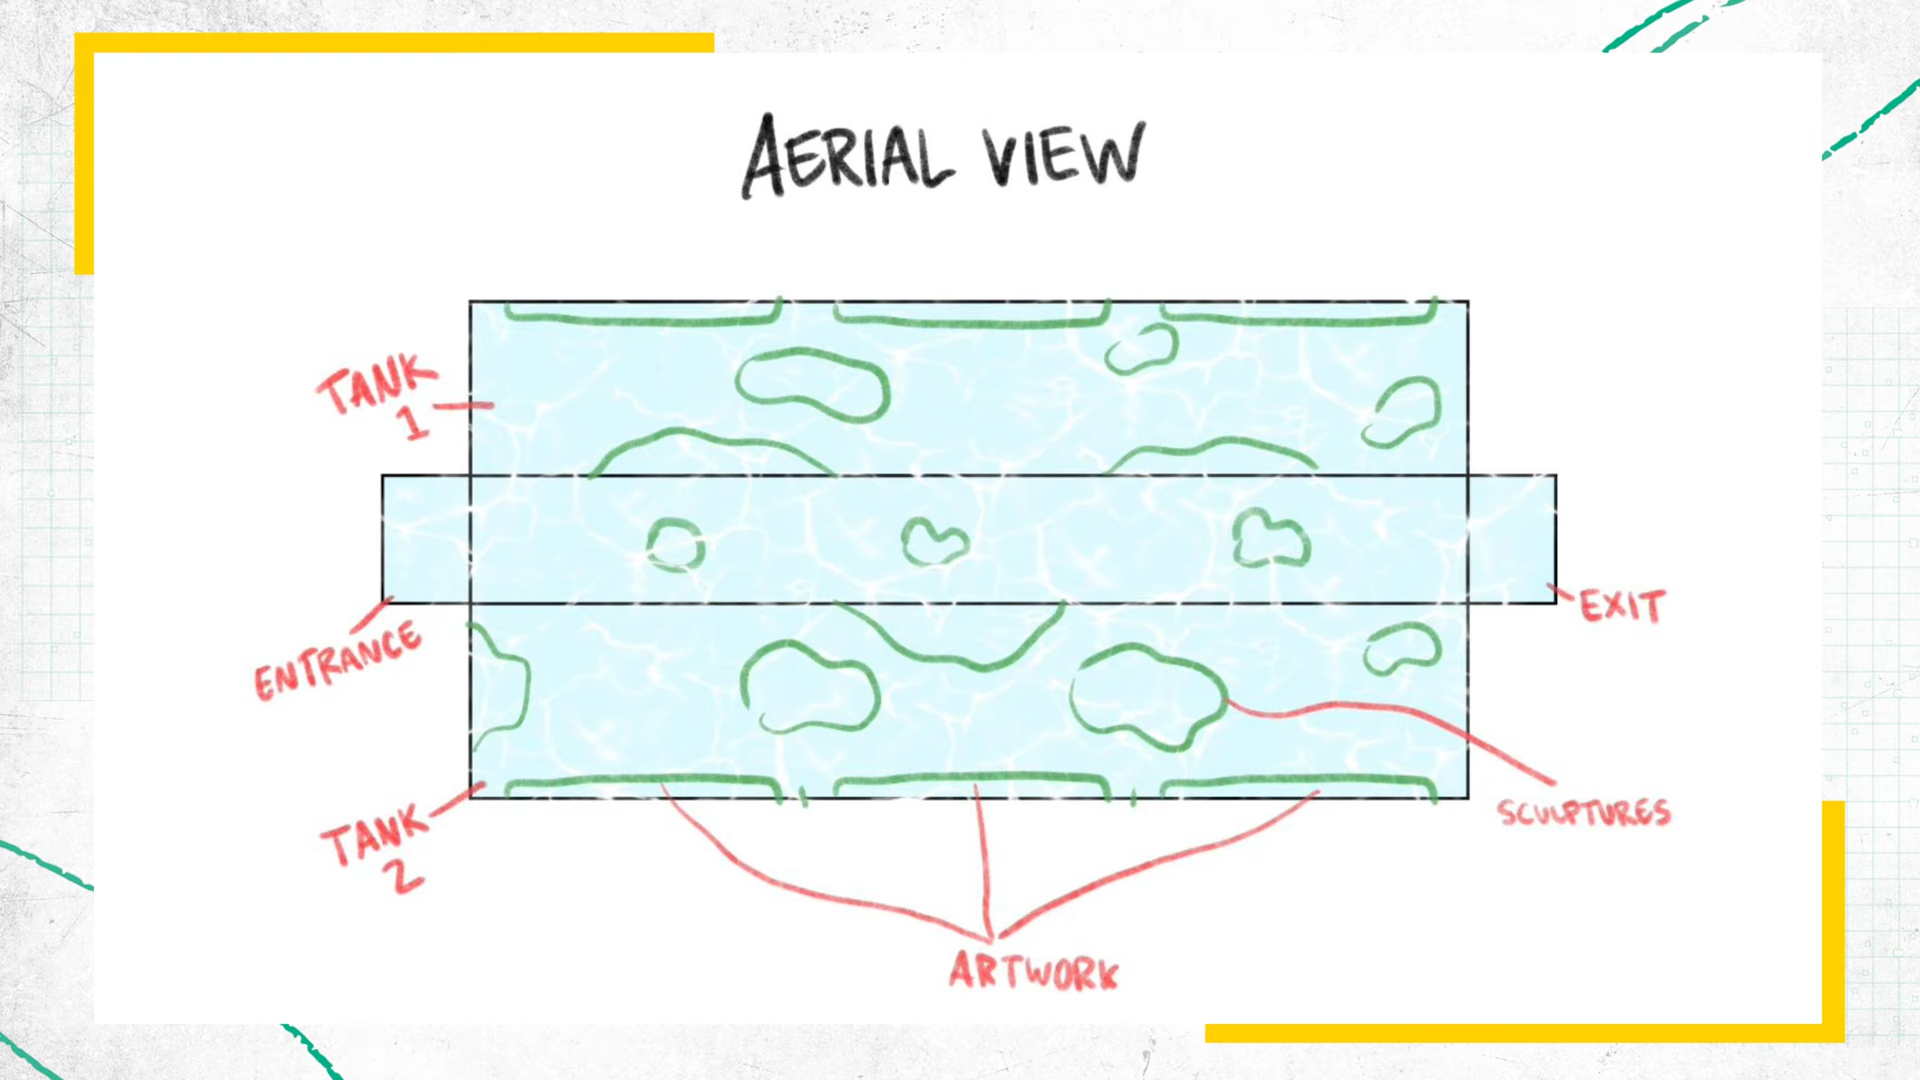 AERIAL VIEW
TANK
1
ENTRANCE
EXIT
TANK
2
SCULPTURES
ARTWORK